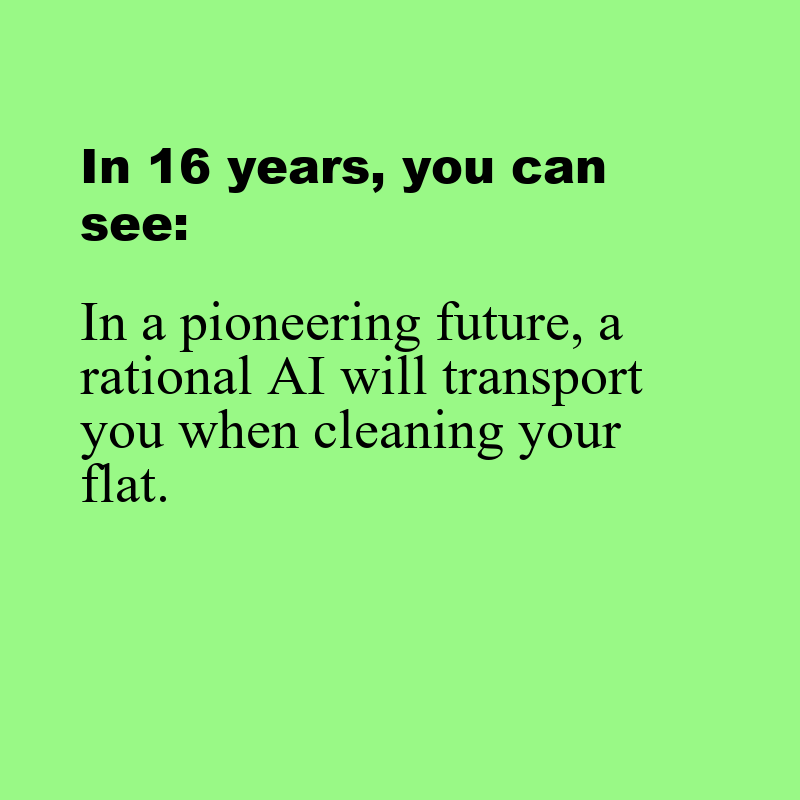 In 16 years, you can
see:
In a pioneering future, a
rational AI will transport
you when cleaning your
flat.